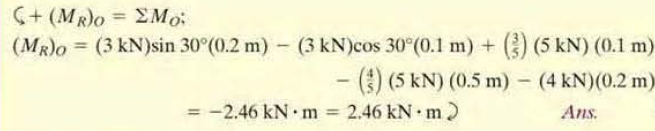 ↺+ (M_R)_O = ΣM_O;
(M_R)_O = (3 kN)sin 30°(0.2 m) − (3 kN)cos 30°(0.1 m) + (3/5) (5 kN) (0.1 m)
− (4/5) (5 kN) (0.5 m) − (4 kN)(0.2 m)
= −2.46 kN · m = 2.46 kN · m ↻ Ans.